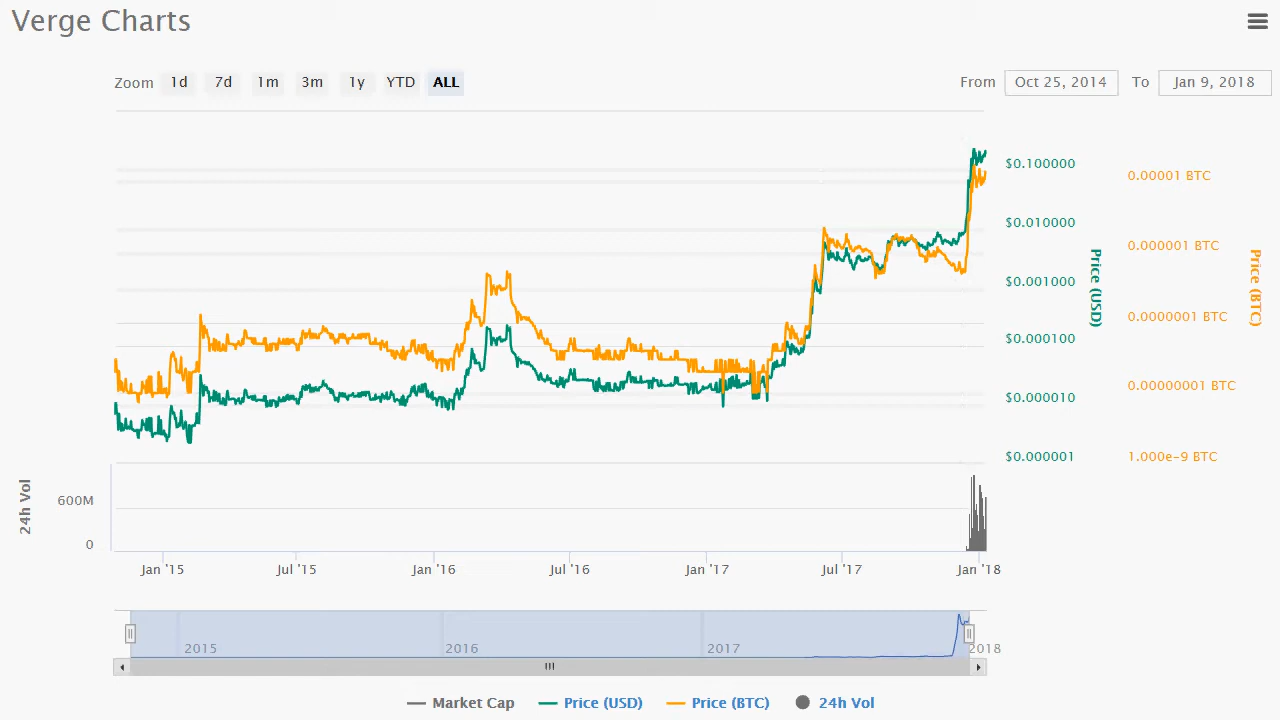 Verge Charts
Zoom 1d 7d 1m 3m 1y YTD ALL From Oct 25, 2014 To Jan 9, 2018
$0.100000 0.00001 BTC
$0.010000 0.000001 BTC
$0.001000 0.0000001 BTC
$0.000100 0.00000001 BTC
$0.000010
$0.000001 1.000e-9 BTC
Price (USD)
Price (BTC)
24h Vol
600M
0
Jan '15 Jul '15 Jan '16 Jul '16 Jan '17 Jul '17 Jan '18
2015 2016 2017 2018
Market Cap Price (USD) Price (BTC) 24h Vol